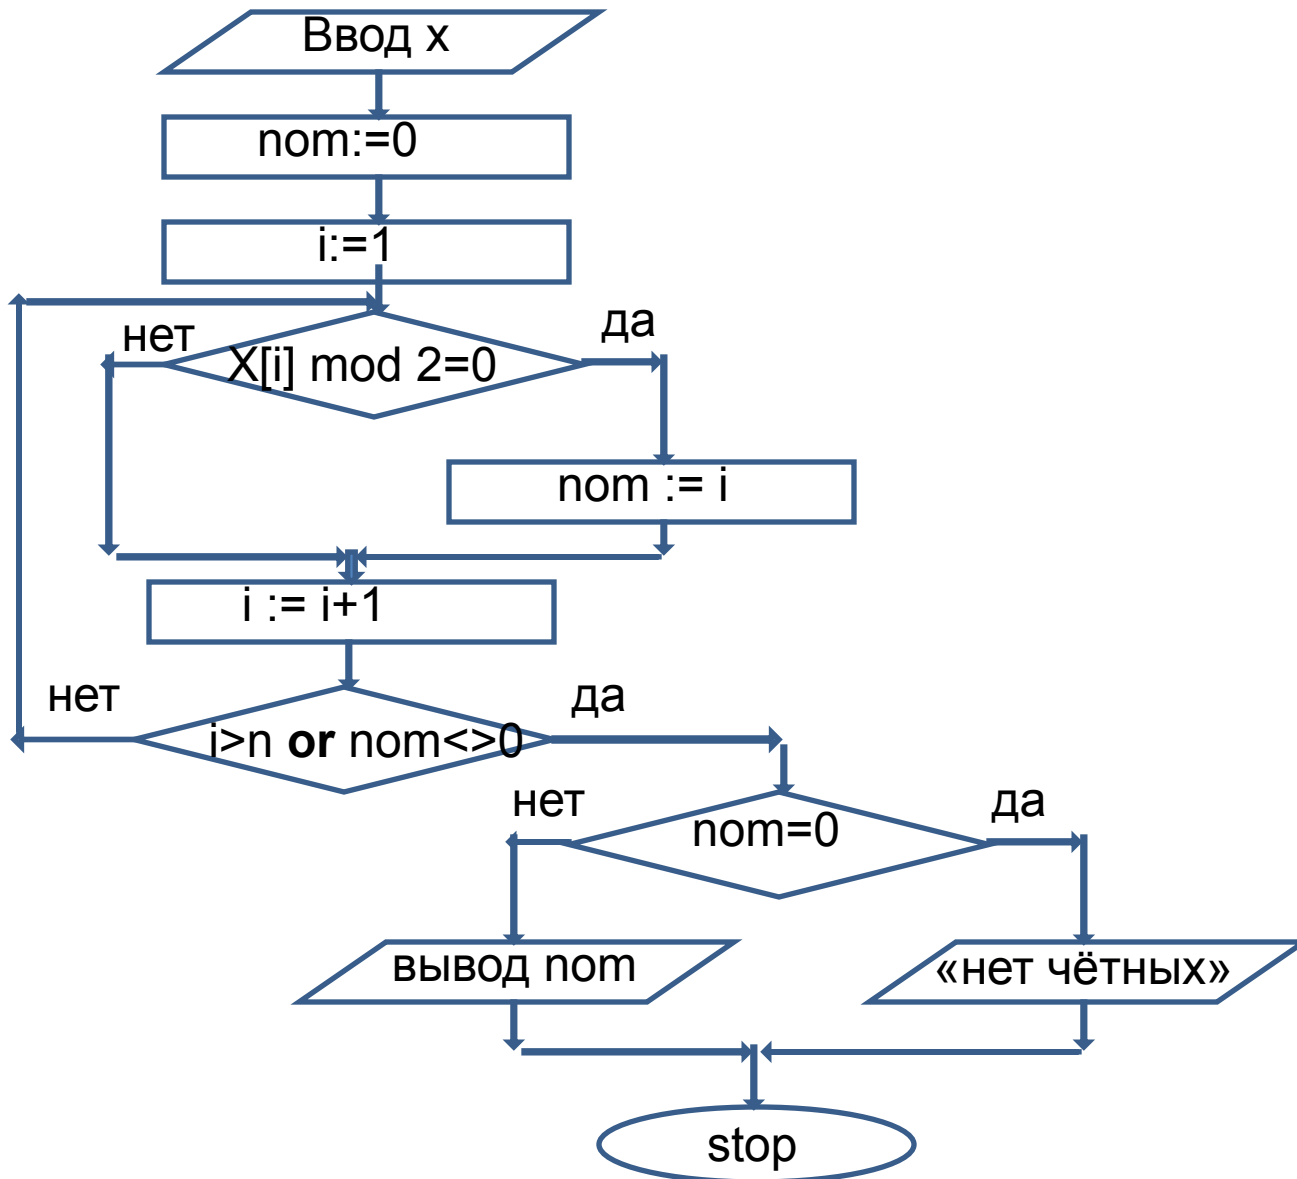 Ввод x
nom:=0
i:=1
нет
да
X[i] mod 2=0
nom := i
i := i+1
нет
да
i>n or nom<>0
нет
да
nom=0
вывод nom
«нет чётных»
stop